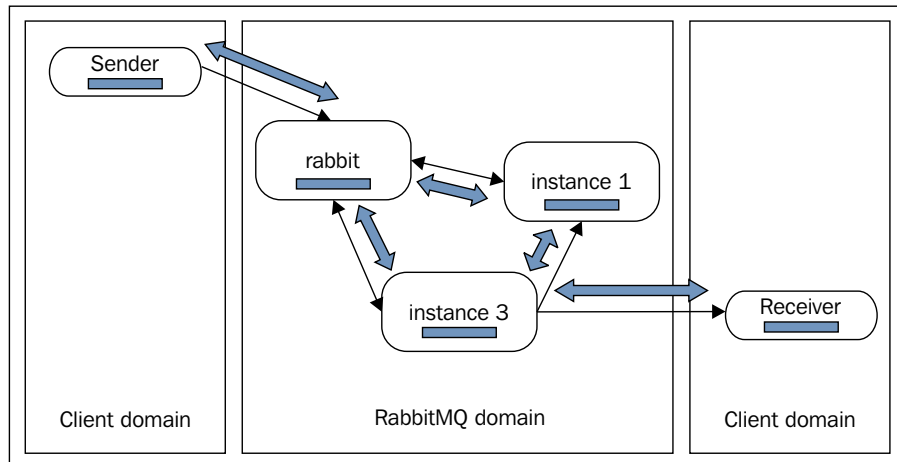 Sender
rabbit
instance 1
instance 3
Receiver
Client domain
RabbitMQ domain
Client domain